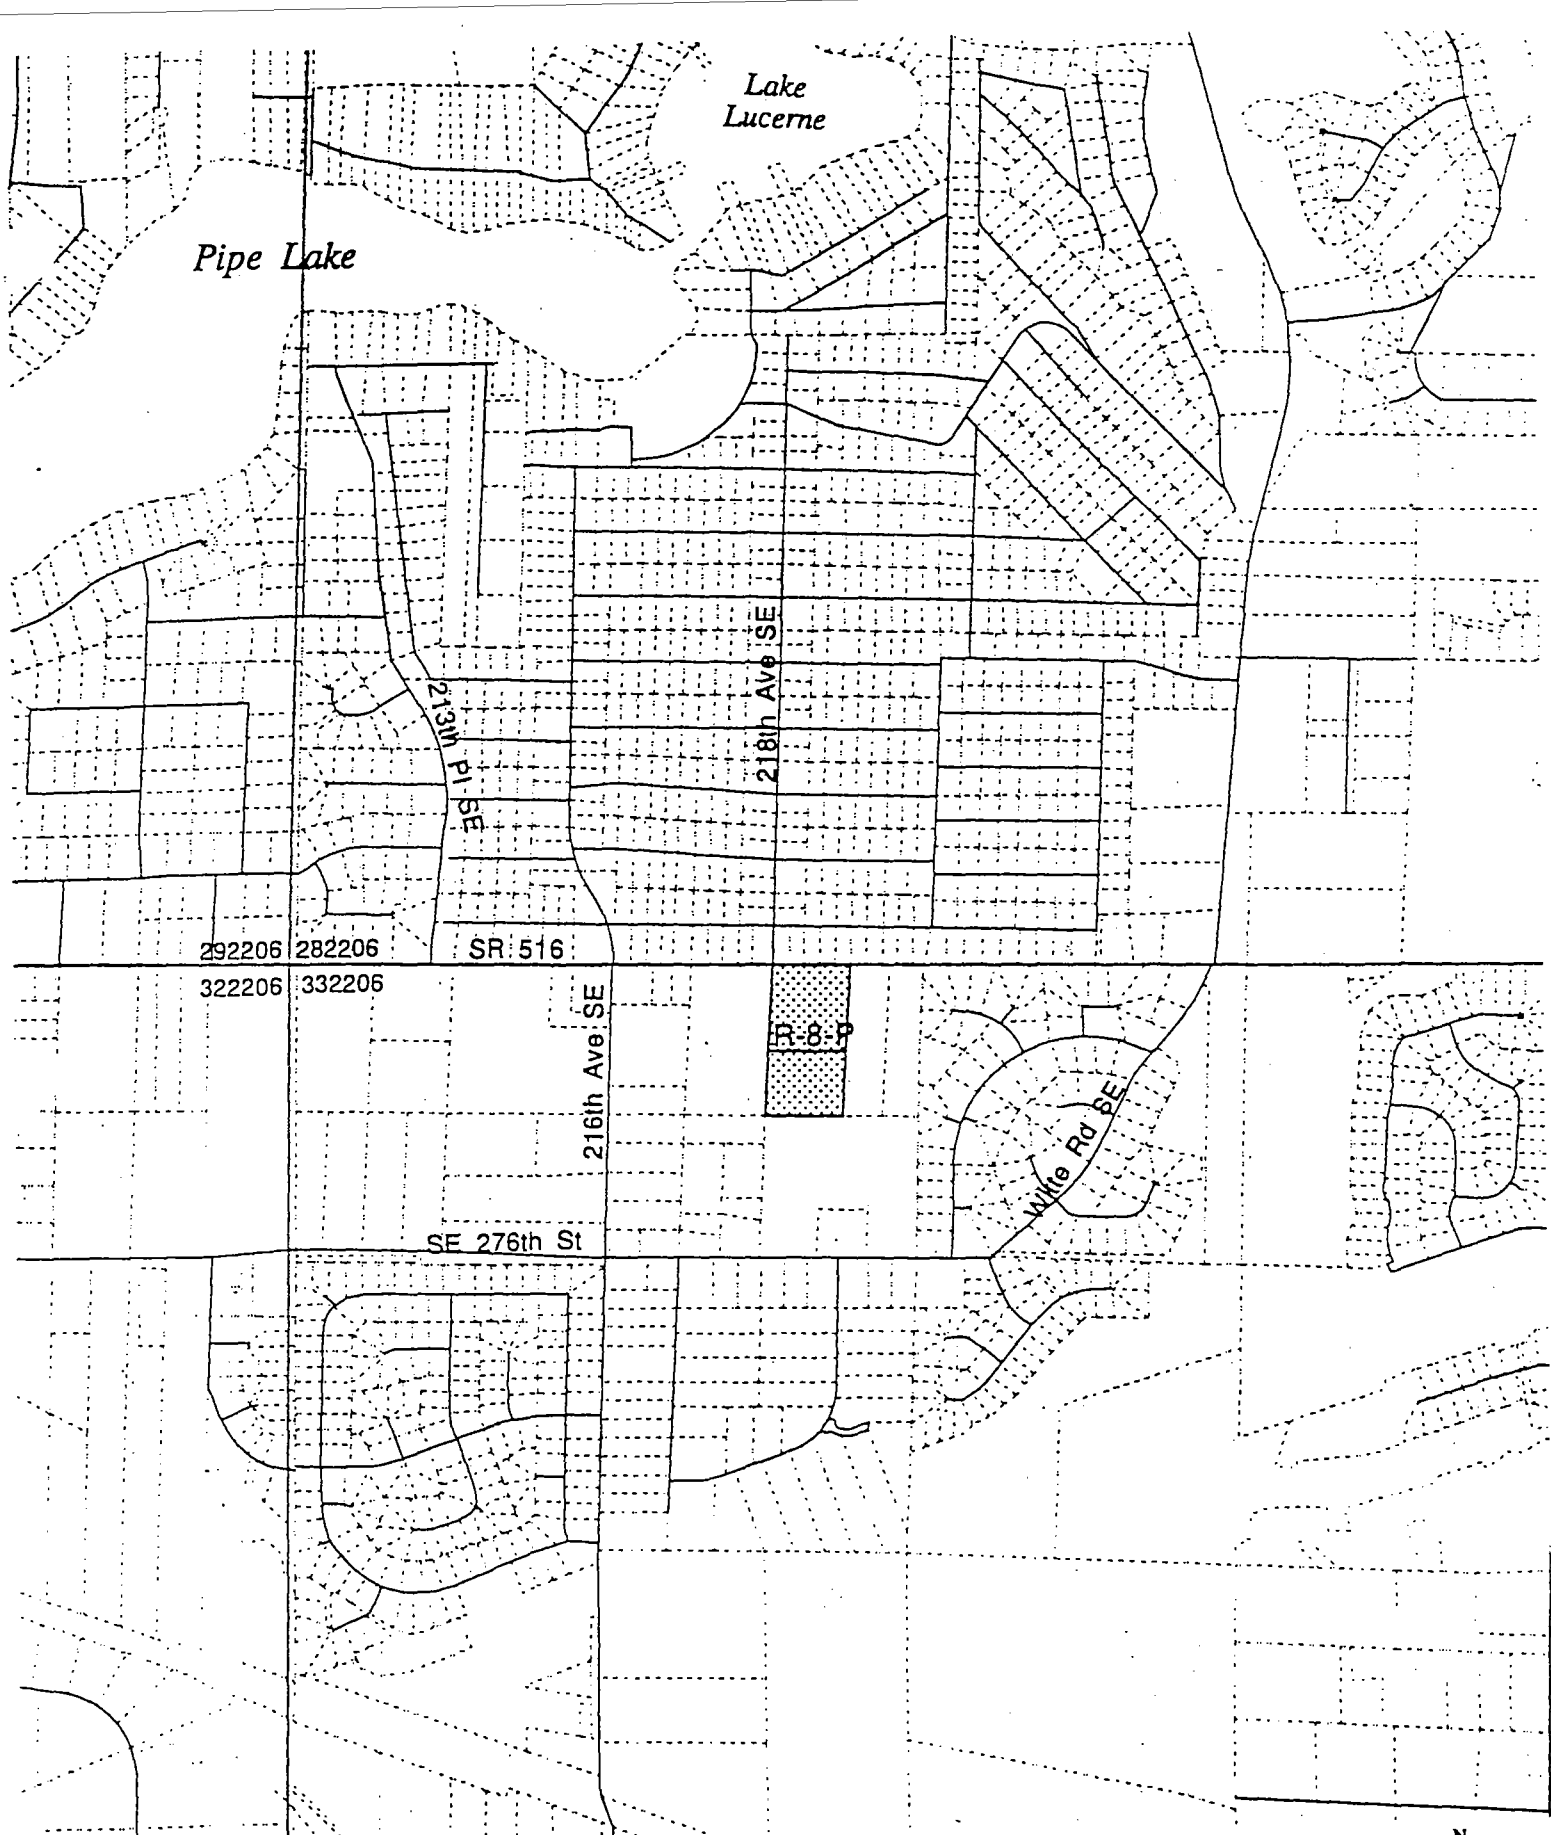 Lake
Lucerne
Pipe Lake
218th Ave SE
213th Pl SE
292206 282206 SR 516
322206 332206
R-8-P
216th Ave SE
Witte Rd SE
SE 276th St
N